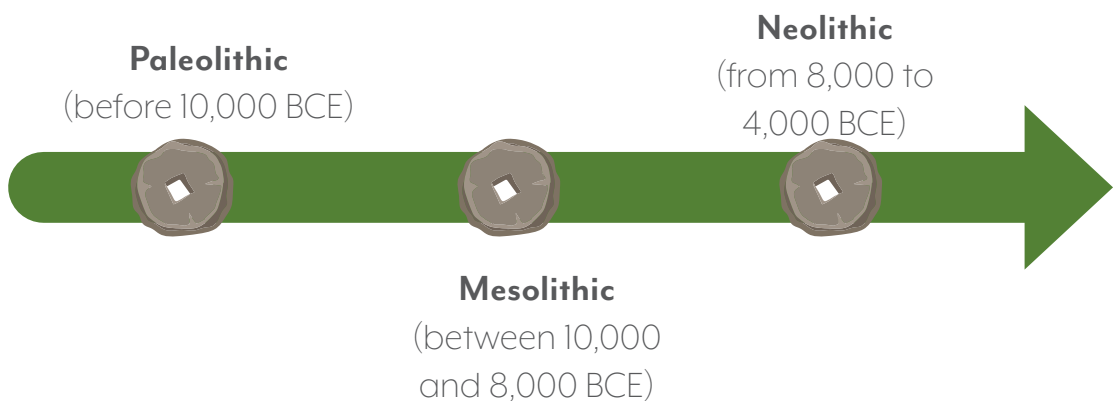 Paleolithic
(before 10,000 BCE)
Mesolithic
(between 10,000
and 8,000 BCE)
Neolithic
(from 8,000 to
4,000 BCE)